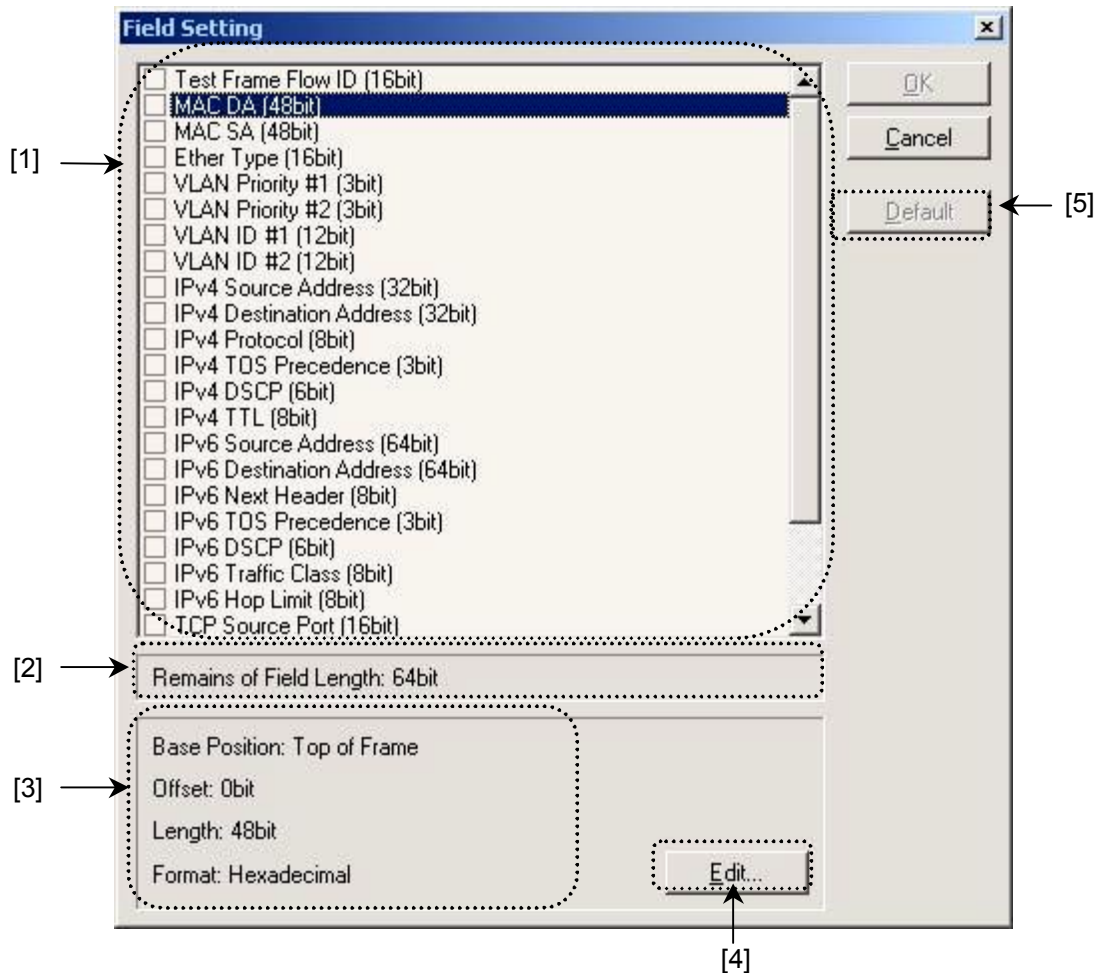 Field Setting
Test Frame Flow ID (16bit)
OK
MAC DA (48bit)
MAC SA (48bit)
Cancel
[1]
Ether Type (16bit)
VLAN Priority #1 (3bit)
VLAN Priority #2 (3bit)
Default
[5]
VLAN ID #1 (12bit)
VLAN ID #2 (12bit)
IPv4 Source Address (32bit)
IPv4 Destination Address (32bit)
IPv4 Protocol (8bit)
IPv4 TOS Precedence (3bit)
IPv4 DSCP (6bit)
IPv4 TTL (8bit)
IPv6 Source Address (64bit)
IPv6 Destination Address (64bit)
IPv6 Next Header (8bit)
IPv6 TOS Precedence (3bit)
IPv6 DSCP (6bit)
IPv6 Traffic Class (8bit)
IPv6 Hop Limit (8bit)
TCP Source Port (16bit)
[2]
Remains of Field Length: 64bit
Base Position: Top of Frame
[3]
Offset: 0bit
Length: 48bit
Format: Hexadecimal
Edit...
[4]